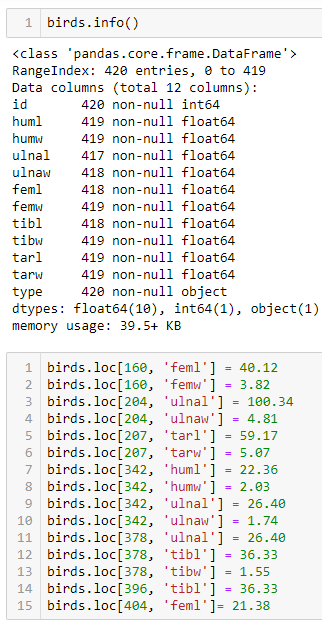 1 birds.info()
<class 'pandas.core.frame.DataFrame'>
RangeIndex: 420 entries, 0 to 419
Data columns (total 12 columns):
id       420 non-null int64
huml     419 non-null float64
humw     419 non-null float64
ulnal    417 non-null float64
ulnaw    418 non-null float64
feml     418 non-null float64
femw     419 non-null float64
tibl     418 non-null float64
tibw     419 non-null float64
tarl     419 non-null float64
tarw     419 non-null float64
type     420 non-null object
dtypes: float64(10), int64(1), object(1)
memory usage: 39.5+ KB
1 birds.loc[160, 'feml'] = 40.12
2 birds.loc[160, 'femw'] = 3.82
3 birds.loc[204, 'ulnal'] = 100.34
4 birds.loc[204, 'ulnaw'] = 4.81
5 birds.loc[207, 'tarl'] = 59.17
6 birds.loc[207, 'tarw'] = 5.07
7 birds.loc[342, 'huml'] = 22.36
8 birds.loc[342, 'humw'] = 2.03
9 birds.loc[342, 'ulnal'] = 26.40
10 birds.loc[342, 'ulnaw'] = 1.74
11 birds.loc[378, 'ulnal'] = 26.40
12 birds.loc[378, 'tibl'] = 36.33
13 birds.loc[378, 'tibw'] = 1.55
14 birds.loc[396, 'tibl'] = 36.33
15 birds.loc[404, 'feml']= 21.38